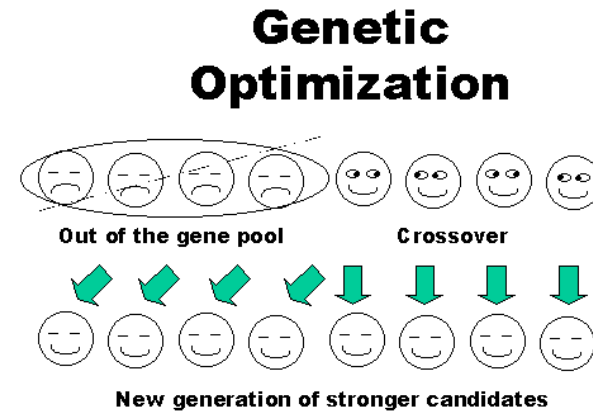 Genetic
Optimization
Out of the gene pool
Crossover
New generation of stronger candidates